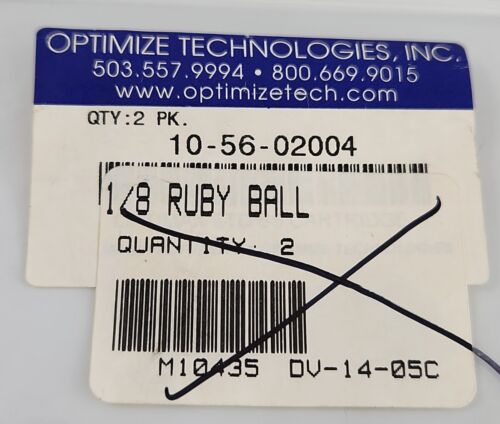 OPTIMIZE TECHNOLOGIES, INC.
503.557.9994 • 800.669.9015
www.optimizetech.com
QTY:2 PK.
10-56-02004
1/8 RUBY BALL
QUANTITY: 2
M10435 DV-14-05C